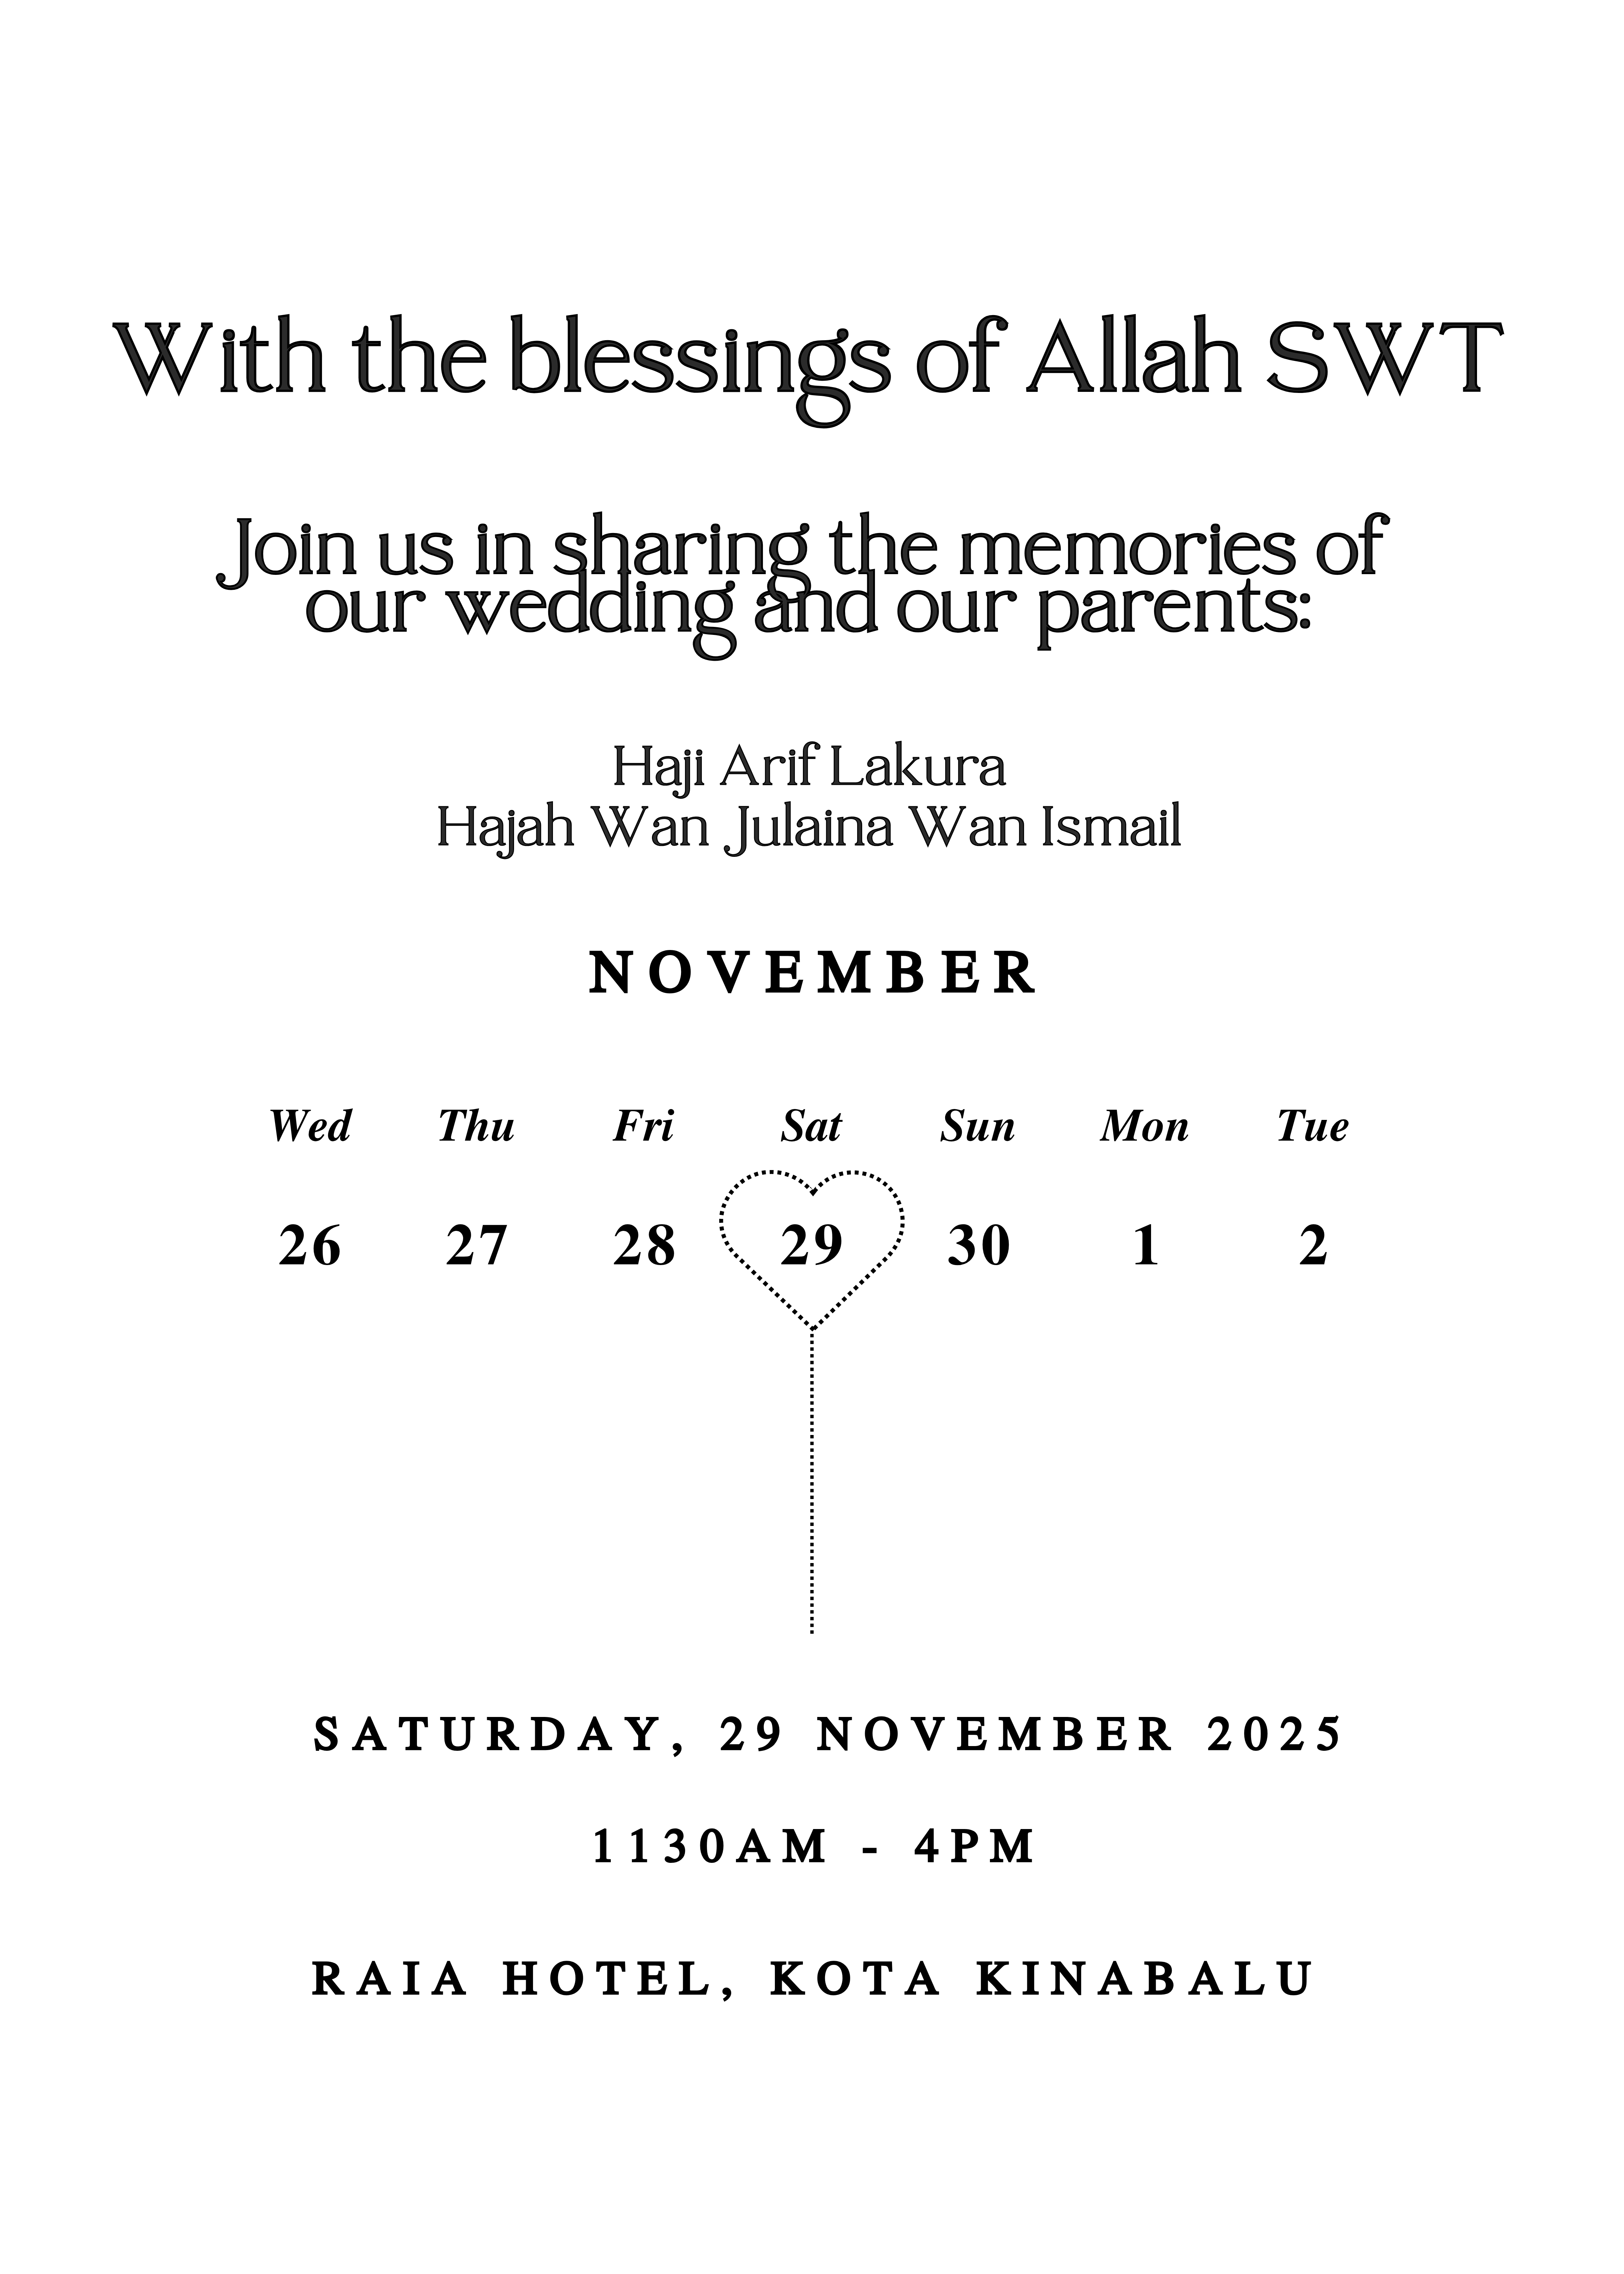 With the blessings of Allah SWT
Join us in sharing the memories of
our wedding and our parents:
Haji Arif Lakura
Hajah Wan Julaina Wan Ismail
NOVEMBER
Wed Thu Fri Sat Sun Mon Tue
26 27 28 29 30 1 2
SATURDAY, 29 NOVEMBER 2025
1130AM - 4PM
RAIA HOTEL, KOTA KINABALU